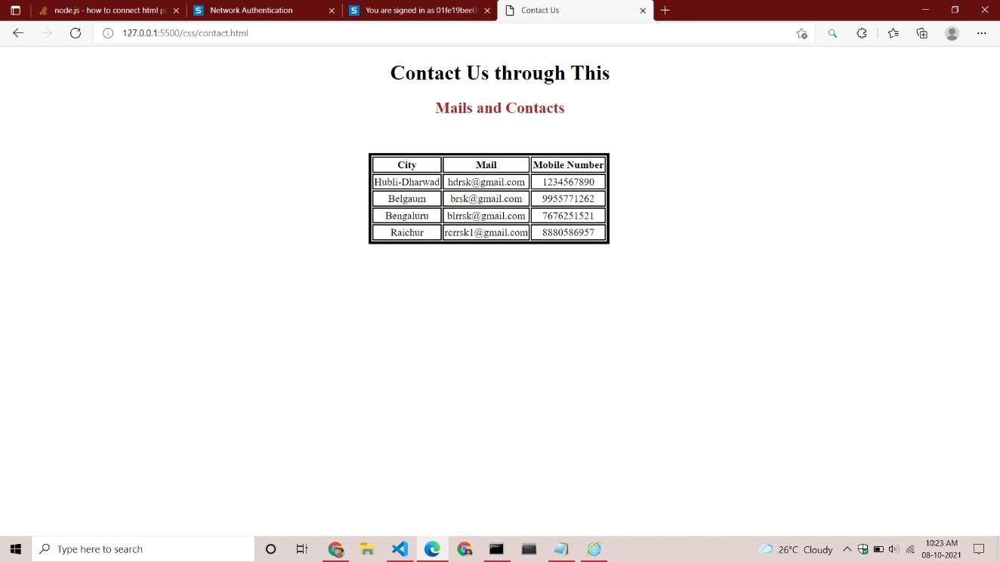 node.js - how to connect html pa
Network Authentication
You are signed in as 01fe19bee0
Contact Us
127.0.0.1:5500/css/contact.html
Contact Us through This
Mails and Contacts
City Mail Mobile Number
Hubli-Dharwad hdrsk@gmail.com 1234567890
Belgaum brsk@gmail.com 9955771262
Bengaluru blrrsk@gmail.com 7676251521
Raichur rcrrsk1@gmail.com 8880586957
Type here to search
26°C Cloudy
10:23 AM
08-10-2021